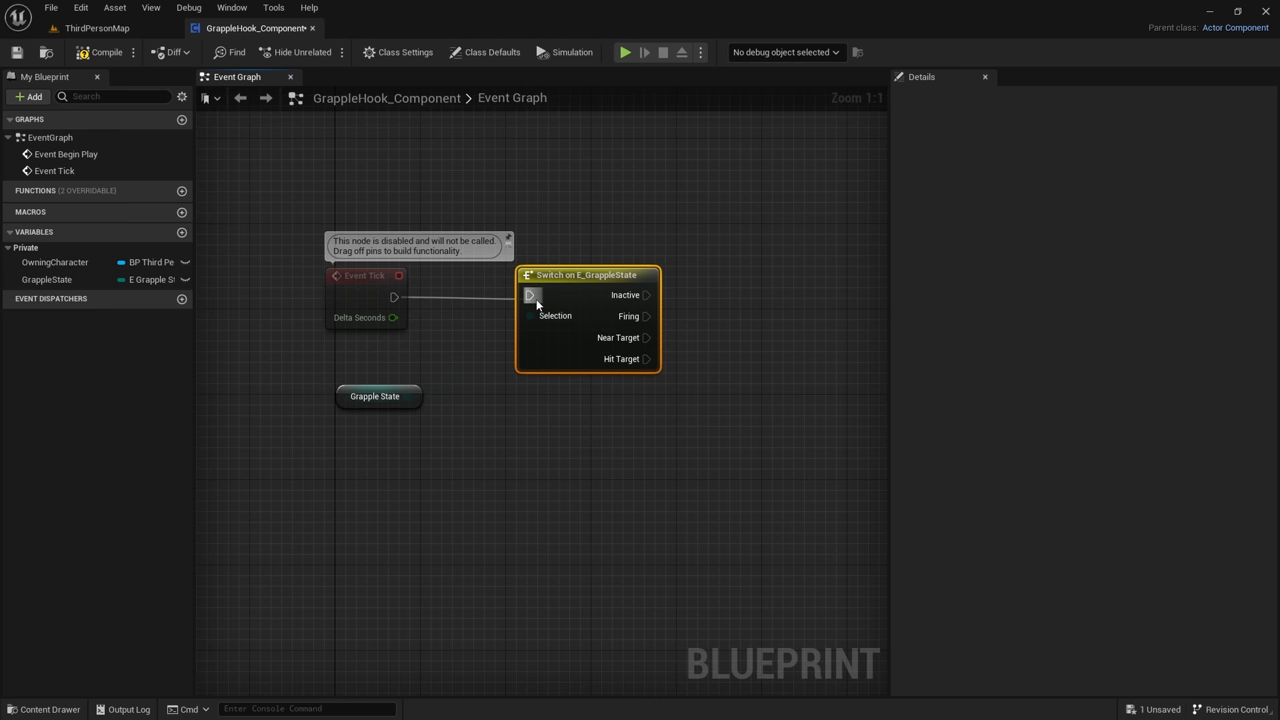 File Edit Asset View Debug Window Tools Help
ThirdPersonMap GrappleHook_Component* Parent class: Actor Component
Compile Diff Find Hide Unrelated Class Settings Class Defaults Simulation No debug object selected
My Blueprint Event Graph Details
Add Search GrappleHook_Component > Event Graph Zoom 1:1
GRAPHS
EventGraph
Event Begin Play
Event Tick
FUNCTIONS (2 OVERRIDABLE)
MACROS
VARIABLES
Private
OwningCharacter BP Third Pe
GrappleState E Grapple St
EVENT DISPATCHERS
This node is disabled and will not be called.
Drag off pins to build functionality.
Event Tick
Delta Seconds
Switch on E_GrappleState
Inactive
Selection Firing
Near Target
Hit Target
Grapple State
BLUEPRINT
Content Drawer Output Log Cmd Enter Console Command 1 Unsaved Revision Control